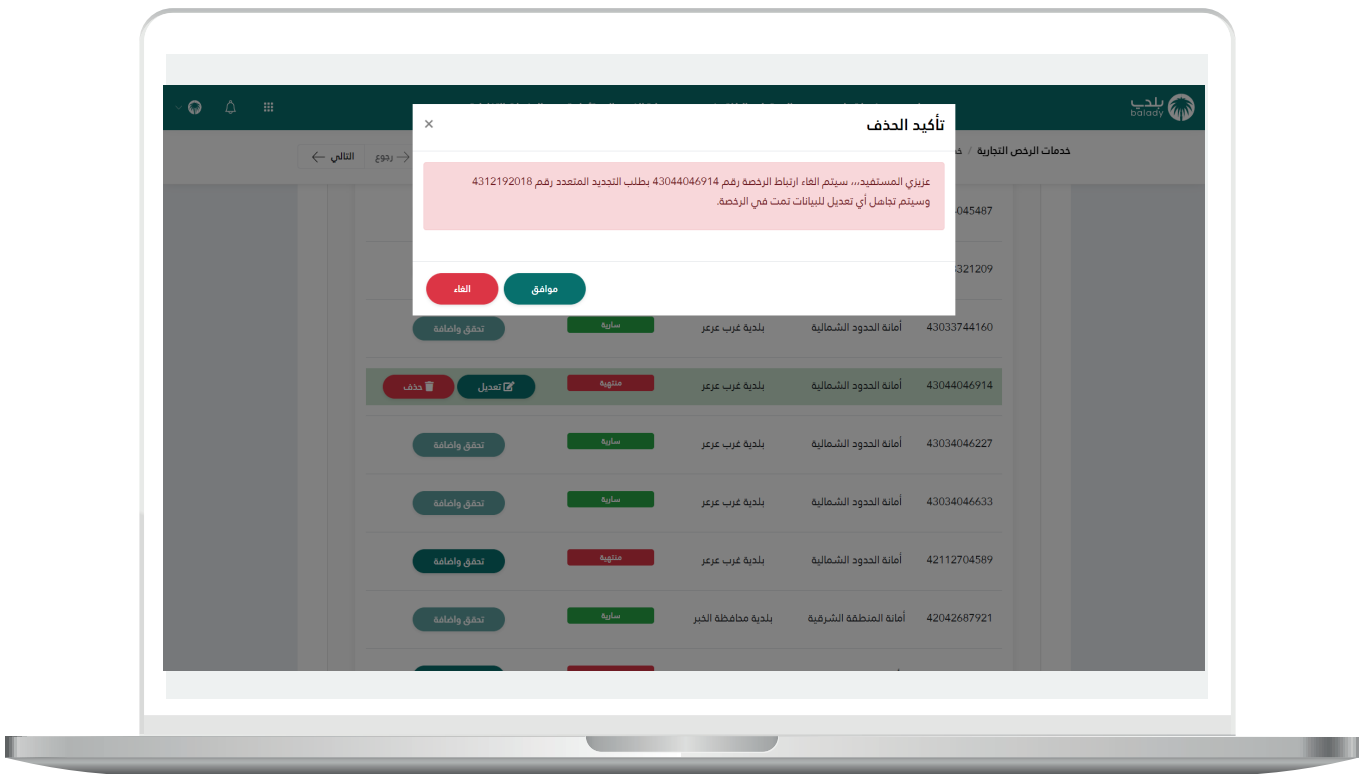 بلدي
balady
تأكيد الحذف
×
خدمات الرخص التجارية /
رجوع
التالي
عزيزي المستفيد،،، سيتم الغاء ارتباط الرخصة رقم 43044046914 بطلب التجديد المتعدد رقم 4312192018
وسيتم تجاهل أي تعديل للبيانات تمت في الرخصة.
045487
321209
موافق
الغاء
43033744160 أمانة الحدود الشمالية بلدية غرب عرعر سارية تحقق واضافة
43044046914 أمانة الحدود الشمالية بلدية غرب عرعر منتهية تعديل حذف
43034046227 أمانة الحدود الشمالية بلدية غرب عرعر سارية تحقق واضافة
43034046633 أمانة الحدود الشمالية بلدية غرب عرعر سارية تحقق واضافة
42112704589 أمانة الحدود الشمالية بلدية غرب عرعر منتهية تحقق واضافة
42042687921 أمانة المنطقة الشرقية بلدية محافظة الخبر سارية تحقق واضافة